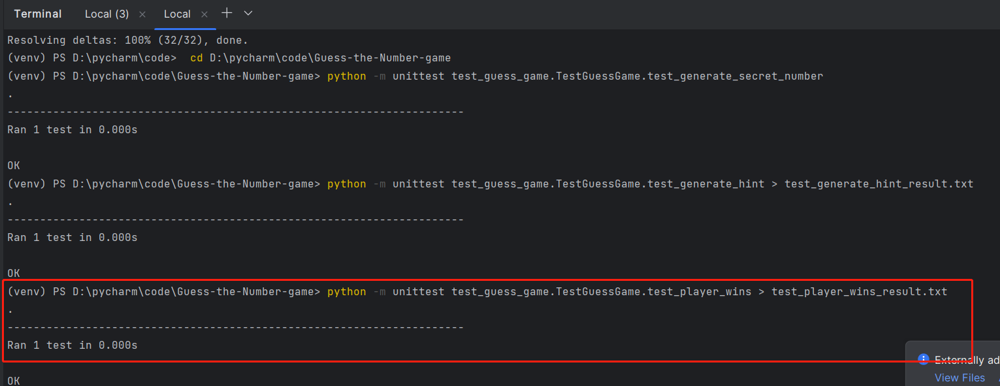 Terminal Local (3) × Local × +
Resolving deltas: 100% (32/32), done.
(venv) PS D:\pycharm\code>  cd D:\pycharm\code\Guess-the-Number-game
(venv) PS D:\pycharm\code\Guess-the-Number-game> python -m unittest test_guess_game.TestGuessGame.test_generate_secret_number
.
----------------------------------------------------------------------
Ran 1 test in 0.000s
OK
(venv) PS D:\pycharm\code\Guess-the-Number-game> python -m unittest test_guess_game.TestGuessGame.test_generate_hint > test_generate_hint_result.txt
.
----------------------------------------------------------------------
Ran 1 test in 0.000s
OK
(venv) PS D:\pycharm\code\Guess-the-Number-game> python -m unittest test_guess_game.TestGuessGame.test_player_wins > test_player_wins_result.txt
.
----------------------------------------------------------------------
Ran 1 test in 0.000s
Externally ad
View Files
OK